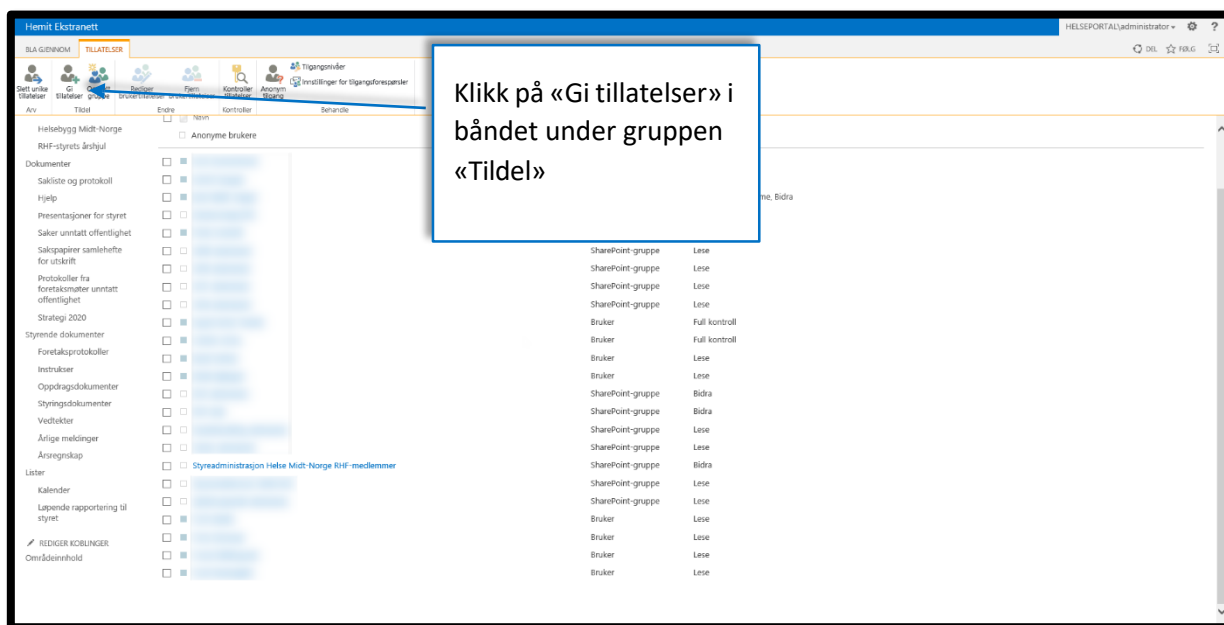 Hemit Ekstranett
HELSEPORTAL\administrator
?
BLA GJENNOM
TILLATELSER
DEL
FØLG
Slett unike tillatelser
Gi tillatelser
gruppe
Rediger brukertillatelser
Fjern
Kontroller tillatelser
Anonym tilgang
Tilgangsnivåer
Innstillinger for tilgangsforespørsler
Arv
Tildel
Endre
Kontroller
Behandle
Klikk på «Gi tillatelser» i
båndet under gruppen
«Tildel»
Helsebygg Midt-Norge
RHF-styrets årshjul
Dokumenter
Sakliste og protokoll
Hjelp
Presentasjoner for styret
Saker unntatt offentlighet
Sakspapirer samlehefte
for utskrift
Protokoller fra
foretaksmøter unntatt
offentlighet
Strategi 2020
Styrende dokumenter
Foretaksprotokoller
Instrukser
Oppdragsdokumenter
Styringsdokumenter
Vedtekter
Årlige meldinger
Årsregnskap
Lister
Kalender
Løpende rapportering til
styret
REDIGER KOBLINGER
Områdeinnhold
Navn
Anonyme brukere
Bidra
SharePoint-gruppe Lese
SharePoint-gruppe Lese
SharePoint-gruppe Lese
SharePoint-gruppe Lese
Bruker Full kontroll
Bruker Full kontroll
Bruker Lese
Bruker Lese
SharePoint-gruppe Bidra
SharePoint-gruppe Bidra
SharePoint-gruppe Lese
SharePoint-gruppe Lese
Styreadministrasjon Helse Midt-Norge RHF-medlemmer SharePoint-gruppe Bidra
SharePoint-gruppe Lese
SharePoint-gruppe Lese
Bruker Lese
Bruker Lese
Bruker Lese
Bruker Lese